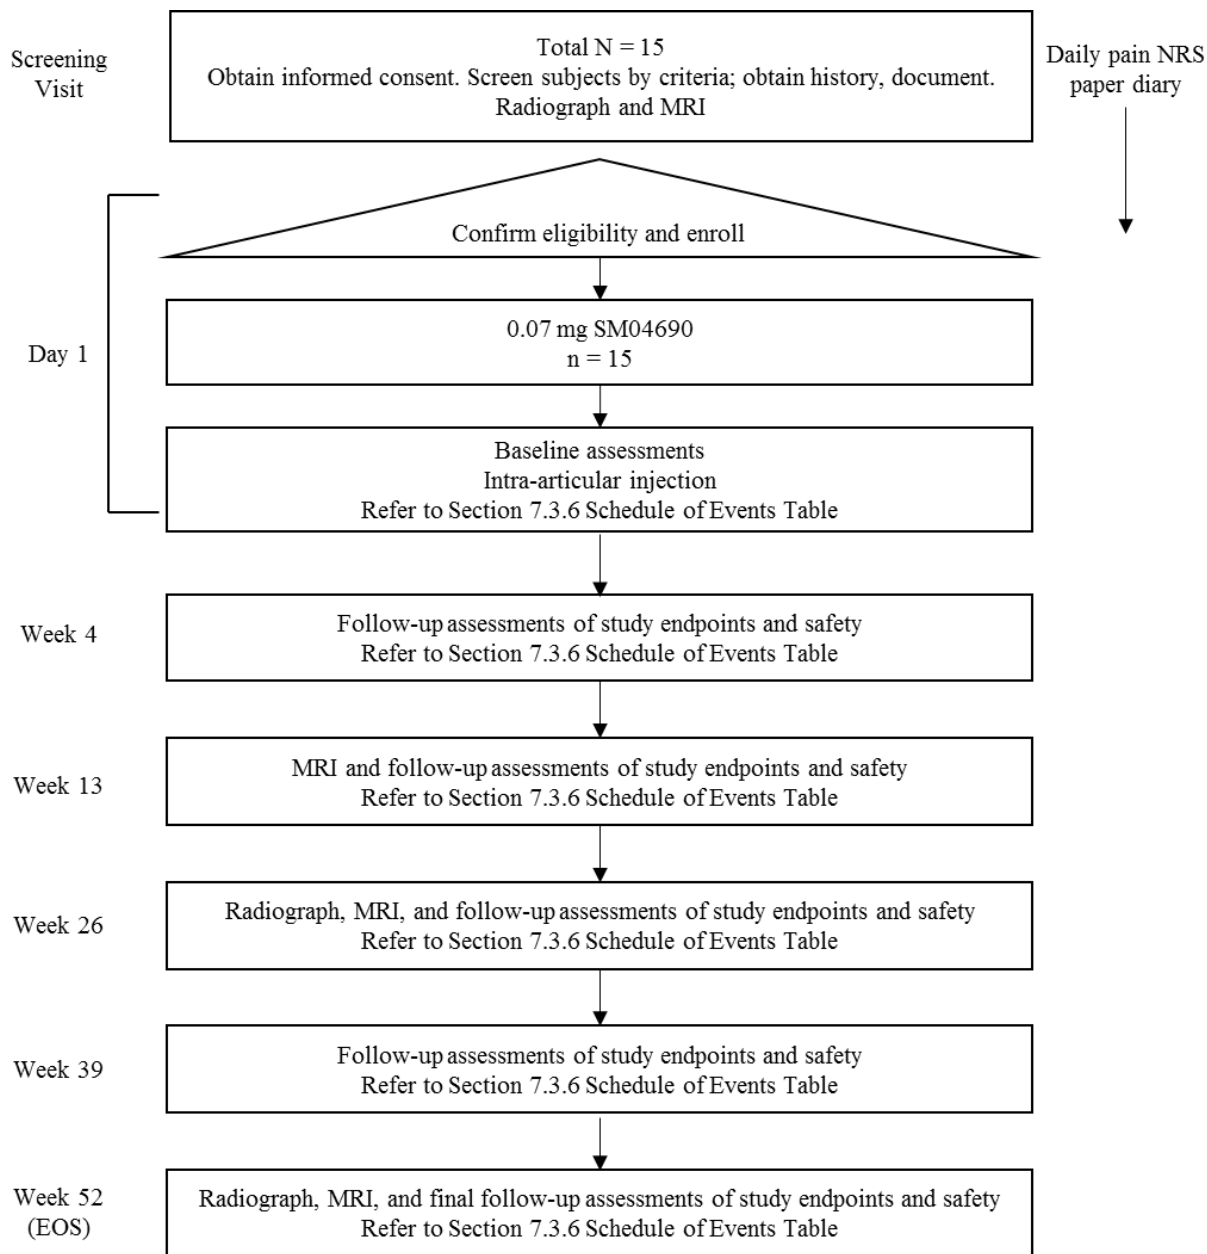 Screening
Visit
Total N = 15
Obtain informed consent. Screen subjects by criteria; obtain history, document.
Radiograph and MRI
Daily pain NRS
paper diary
Confirm eligibility and enroll
Day 1
0.07 mg SM04690
n = 15
Baseline assessments
Intra-articular injection
Refer to Section 7.3.6 Schedule of Events Table
Week 4
Follow-up assessments of study endpoints and safety
Refer to Section 7.3.6 Schedule of Events Table
Week 13
MRI and follow-up assessments of study endpoints and safety
Refer to Section 7.3.6 Schedule of Events Table
Week 26
Radiograph, MRI, and follow-up assessments of study endpoints and safety
Refer to Section 7.3.6 Schedule of Events Table
Week 39
Follow-up assessments of study endpoints and safety
Refer to Section 7.3.6 Schedule of Events Table
Week 52
(EOS)
Radiograph, MRI, and final follow-up assessments of study endpoints and safety
Refer to Section 7.3.6 Schedule of Events Table